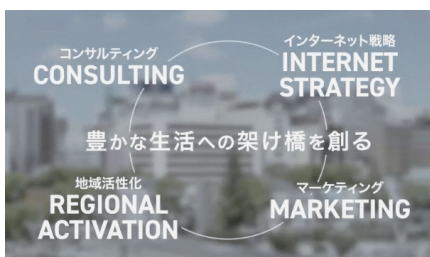 コンサルティング
CONSULTING
インターネット戦略
INTERNET
STRATEGY
豊かな生活への架け橋を創る
地域活性化
REGIONAL
ACTIVATION
マーケティング
MARKETING